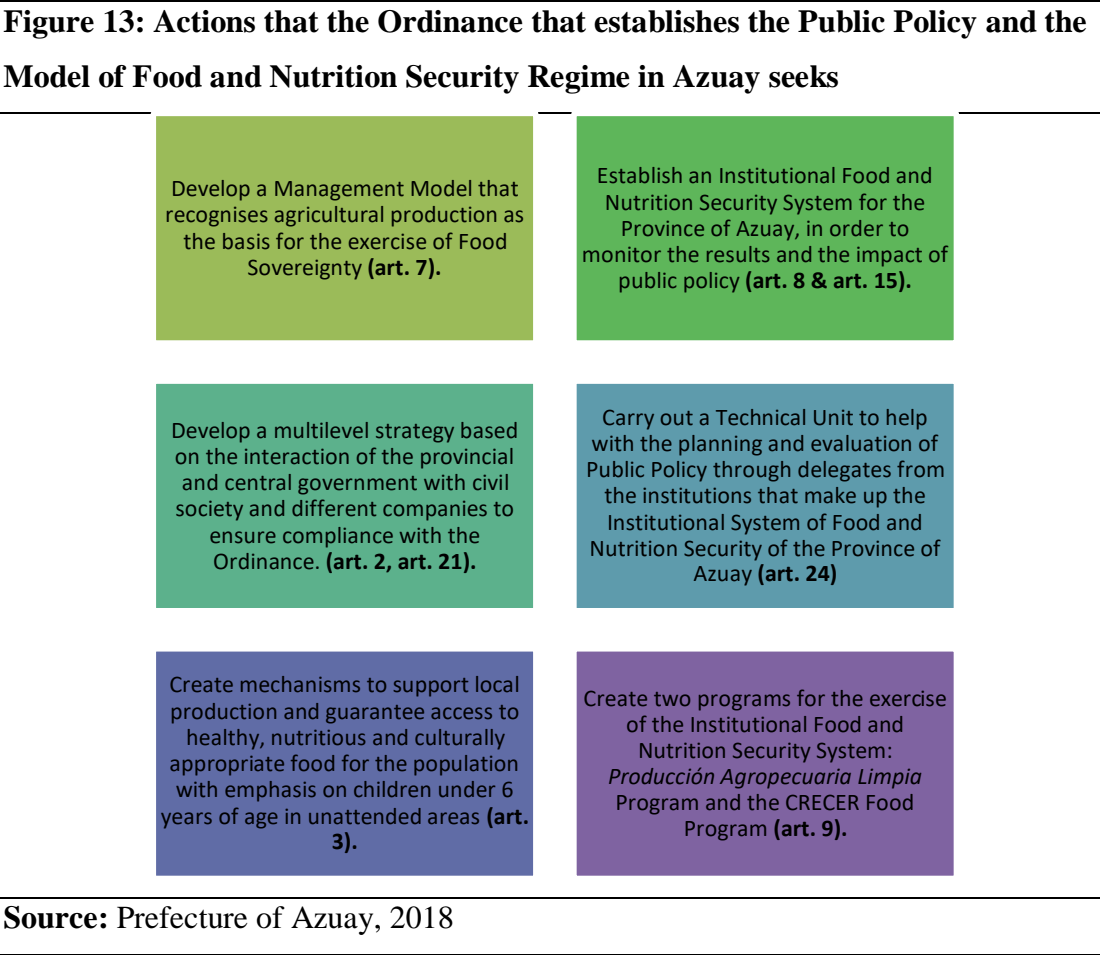 Figure 13: Actions that the Ordinance that establishes the Public Policy and the
Model of Food and Nutrition Security Regime in Azuay seeks
Develop a Management Model that
recognises agricultural production as
the basis for the exercise of Food
Sovereignty (art. 7).
Establish an Institutional Food and
Nutrition Security System for the
Province of Azuay, in order to
monitor the results and the impact of
public policy (art. 8 & art. 15).
Develop a multilevel strategy based
on the interaction of the provincial
and central government with civil
society and different companies to
ensure compliance with the
Ordinance. (art. 2, art. 21).
Carry out a Technical Unit to help
with the planning and evaluation of
Public Policy through delegates from
the institutions that make up the
Institutional System of Food and
Nutrition Security of the Province of
Azuay (art. 24)
Create mechanisms to support local
production and guarantee access to
healthy, nutritious and culturally
appropriate food for the population
with emphasis on children under 6
years of age in unattended areas (art.
3).
Create two programs for the exercise
of the Institutional Food and
Nutrition Security System:
Producción Agropecuaria Limpia
Program and the CRECER Food
Program (art. 9).
Source: Prefecture of Azuay, 2018